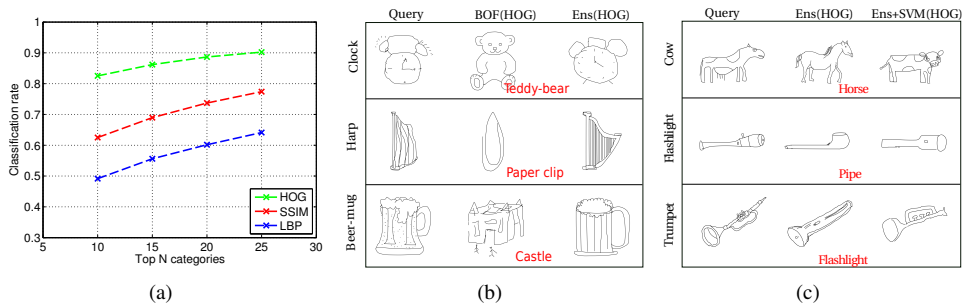 1
0.9
0.8
0.7
0.6
0.5
0.4
0.3
5
10
15
20
25
30
Classification rate
Top N categories
HOG
SSIM
LBP
(a)
Query
BOF(HOG)
Ens(HOG)
Clock
Teddy-bear
Harp
Paper clip
Beer-mug
Castle
(b)
Query
Ens(HOG)
Ens+SVM(HOG)
Cow
Horse
Flashlight
Pipe
Trumpet
Flashlight
(c)